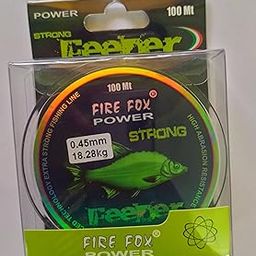 POWER
100 Mt
STRONG
Feeder
100 Mt
FIRE FOX®
POWER
STRONG
0.45mm
18.28kg
TECHNOLOGY EXTRA STRONG FISHING LINE
HIGH ABRASION RESISTANCE
Feeder
FIRE FOX®
POWER